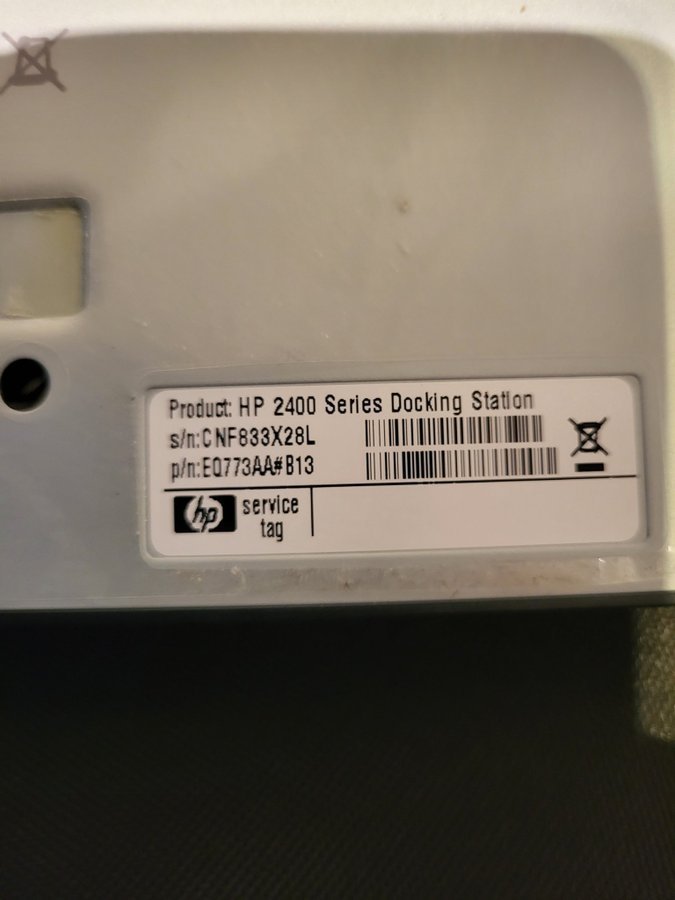 Product: HP 2400 Series Docking Station
s/n:CNF833X28L
p/n:EQ773AA#B13
hp service
tag